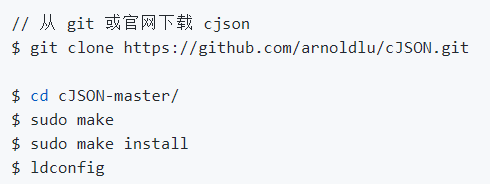 // 从 git 或官网下载 cjson
$ git clone https://github.com/arnoldlu/cJSON.git
$ cd cJSON-master/
$ sudo make
$ sudo make install
$ ldconfig